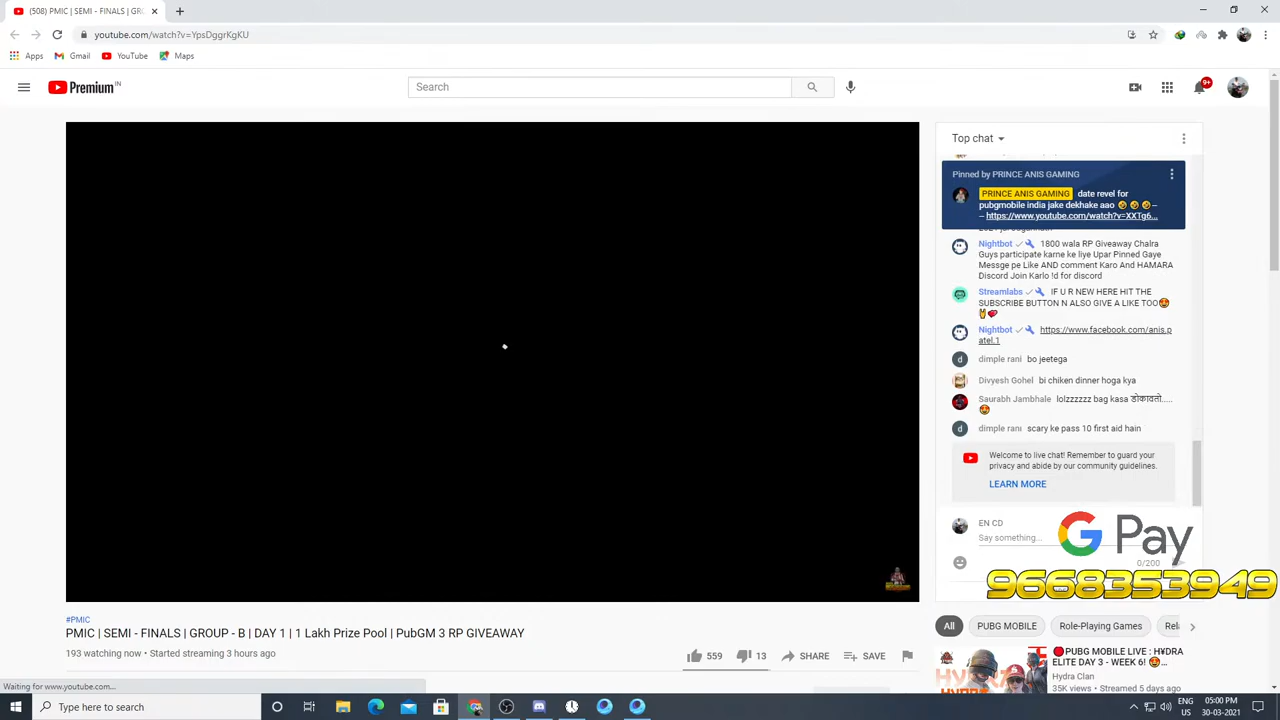 (508) PMIC | SEMI - FINALS | GRO
youtube.com/watch?v=YpsDggrKgKU
Apps Gmail YouTube Maps
Premium IN
Search
9+
Top chat
Pinned by PRINCE ANIS GAMING
PRINCE ANIS GAMING date revel for
pubgmobile india jake dekhake aao 🤣🤣🤣--
-- https://www.youtube.com/watch?v=XXTg6...
Nightbot 1800 wala RP Giveaway Chalra
Guys participate karne ke liye Upar Pinned Gaye
Messge pe Like AND comment Karo And HAMARA
Discord Join Karlo !d for discord
Streamlabs IF U R NEW HERE HIT THE
SUBSCRIBE BUTTON N ALSO GIVE A LIKE TOO
Nightbot https://www.facebook.com/anis.p
atel.1
d dimple rani bo jeetega
Divyesh Gohel bi chiken dinner hoga kya
Saurabh Jambhale lolzzzzzz bag kasa डोकावतो.....
d dimple rani scary ke pass 10 first aid hain
Welcome to live chat! Remember to guard your
privacy and abide by our community guidelines.
LEARN MORE
EN CD
Say something...
G Pay
0/200
9668353949
#PMIC
PMIC | SEMI - FINALS | GROUP - B | DAY 1 | 1 Lakh Prize Pool | PubGM 3 RP GIVEAWAY
193 watching now • Started streaming 3 hours ago
559 13 SHARE SAVE
All PUBG MOBILE Role-Playing Games Rela
🔴PUBG MOBILE LIVE : H¥DRA
ELITE DAY 3 - WEEK 6!
Hydra Clan
35K views • Streamed 5 days ago
HYDRA
Waiting for www.youtube.com...
Type here to search
ENG
US
05:00 PM
30-03-2021